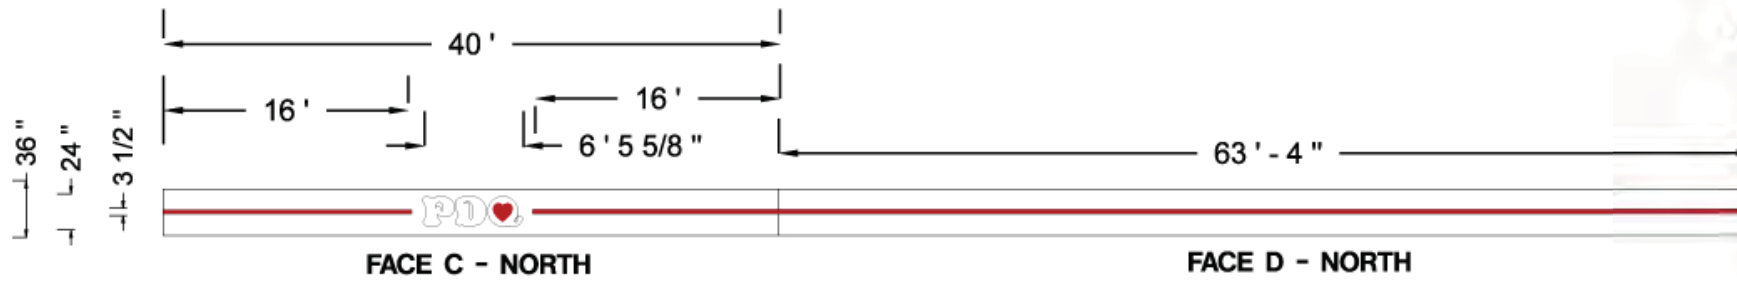 40 '
16 '
16 '
6 ' 5 5/8 "
63 ' - 4 "
36 "
24 "
3 1/2 "
PDQ
FACE C - NORTH
FACE D - NORTH